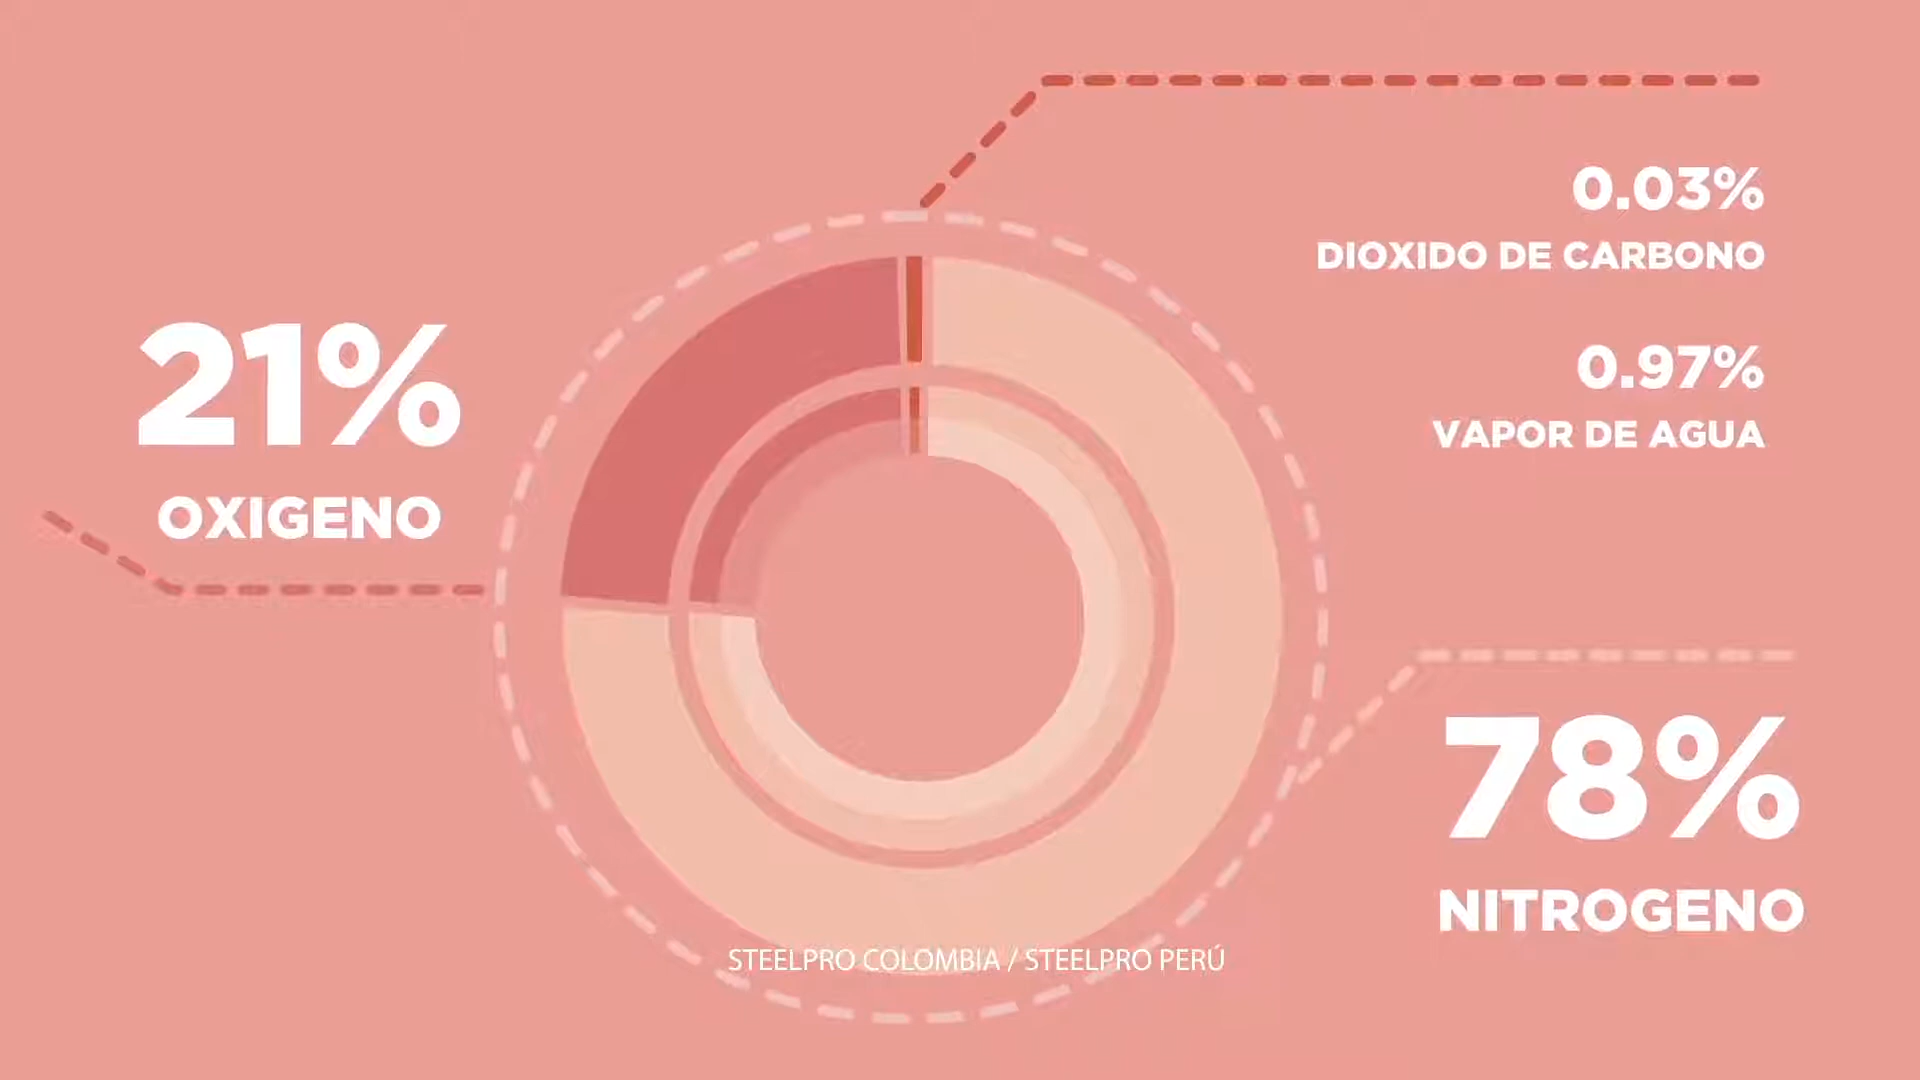 0.03%
DIOXIDO DE CARBONO
21%
OXIGENO
0.97%
VAPOR DE AGUA
78%
NITROGENO
STEELPRO COLOMBIA / STEELPRO PERÚ